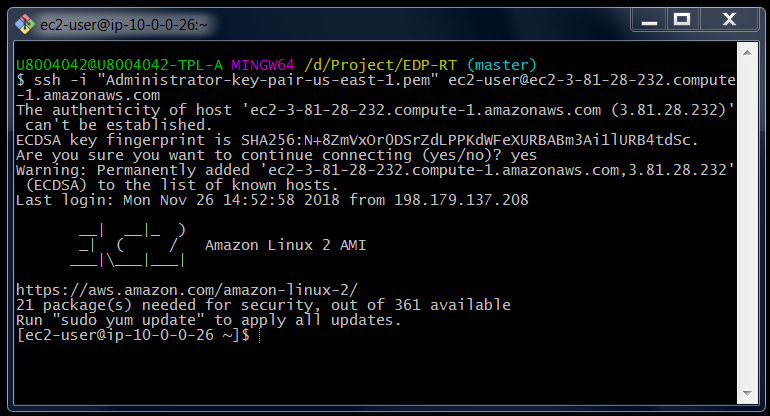 ec2-user@ip-10-0-0-26:~
U8004042@U8004042-TPL-A MINGW64 /d/Project/EDP-RT (master)
$ ssh -i "Administrator-key-pair-us-east-1.pem" ec2-user@ec2-3-81-28-232.compute
-1.amazonaws.com
The authenticity of host 'ec2-3-81-28-232.compute-1.amazonaws.com (3.81.28.232)'
 can't be established.
ECDSA key fingerprint is SHA256:N+8ZmVxOr0DSrZdLPPKdWFeXURBABm3Ai1lURB4tdSc.
Are you sure you want to continue connecting (yes/no)? yes
Warning: Permanently added 'ec2-3-81-28-232.compute-1.amazonaws.com,3.81.28.232'
 (ECDSA) to the list of known hosts.
Last login: Mon Nov 26 14:52:58 2018 from 198.179.137.208
       __|  __|_  )
       _|  (     /   Amazon Linux 2 AMI
      ___|\___|___|
https://aws.amazon.com/amazon-linux-2/
21 package(s) needed for security, out of 361 available
Run "sudo yum update" to apply all updates.
[ec2-user@ip-10-0-0-26 ~]$